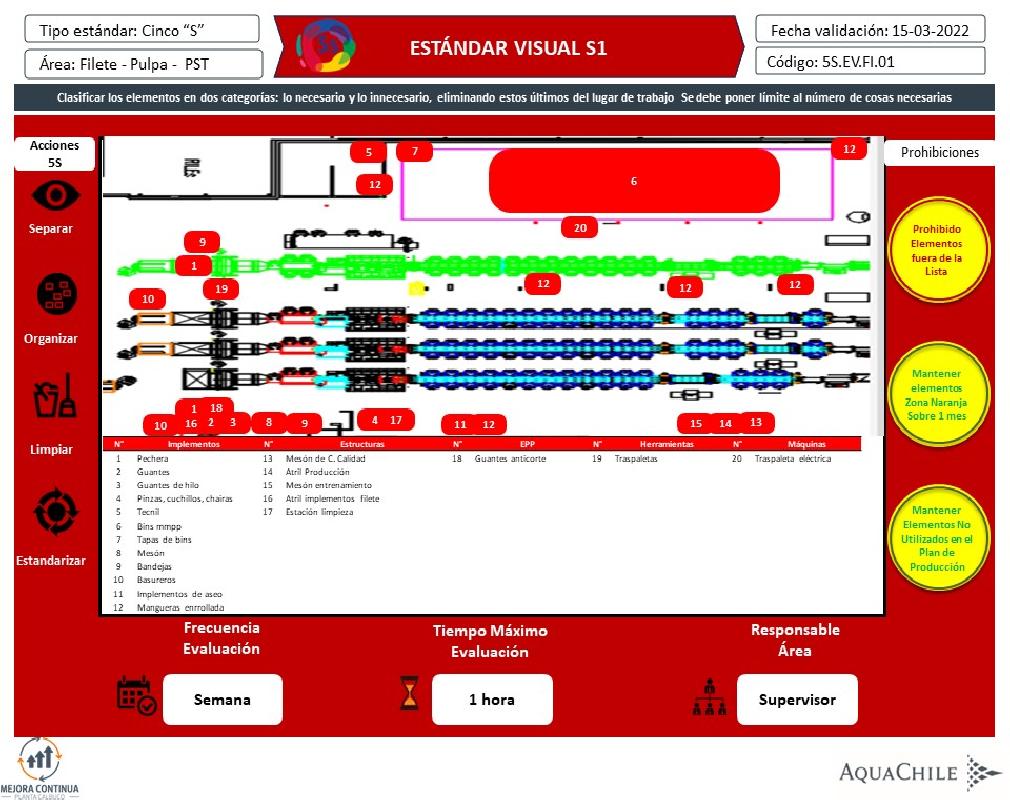 Tipo estándar: Cinco “S”
Área: Filete - Pulpa - PST
ESTÁNDAR VISUAL S1
Fecha validación: 15-03-2022
Código: 5S.EV.FI.01
Clasificar los elementos en dos categorías: lo necesario y lo innecesario, eliminando estos últimos del lugar de trabajo Se debe poner límite al número de cosas necesarias
Acciones
5S
Separar
Organizar
Limpiar
Estandarizar
RILEs
5
7
12
12
6
20
9
1
19
12
12
12
10
1 18
10 16 2 3 8 9 4 17 11 12 15 14 13
N° Implementos N° Estructuras N° EPP N° Herramientas N° Máquinas
1 Pechera 13 Mesón de C. Calidad 18 Guantes anticorte 19 Traspaletas 20 Traspaleta eléctrica
2 Guantes 14 Atril Producción
3 Guantes de hilo 15 Mesón entrenamiento
4 Pinzas, cuchillos, chairas 16 Atril implementos filete
5 Tecnil 17 Estación limpieza
6 Bins mmpp
7 Tapas de bins
8 Mesón
9 Bandejas
10 Basureros
11 Implementos de aseo
12 Mangueras enrrollada
Prohibiciones
Prohibido
Elementos
fuera de la
Lista
Mantener
elementos
Zona Naranja
Sobre 1 mes
Mantener
Elementos No
Utilizados en el
Plan de
Producción
Frecuencia
Evaluación
Semana
Tiempo Máximo
Evaluación
1 hora
Responsable
Área
Supervisor
MEJORA CONTINUA
PLANTA CALBUCO
AQUACHILE